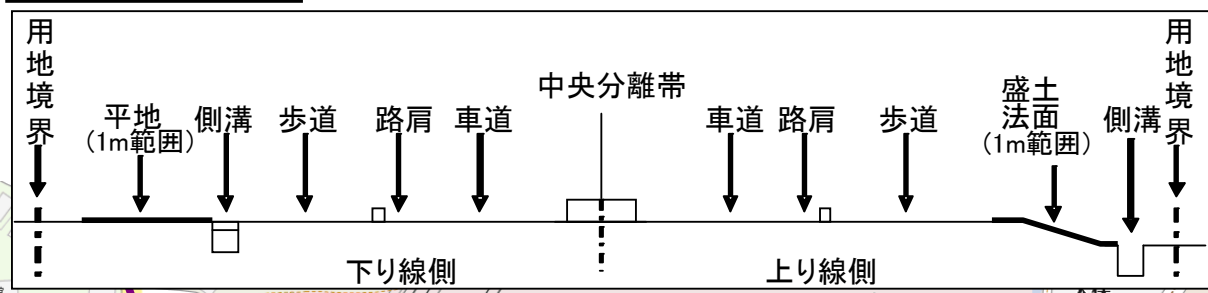 用地境界
平地
(1m範囲)
側溝
歩道
路肩
車道
中央分離帯
車道
路肩
歩道
盛土
法面
(1m範囲)
側溝
用地境界
下り線側
上り線側